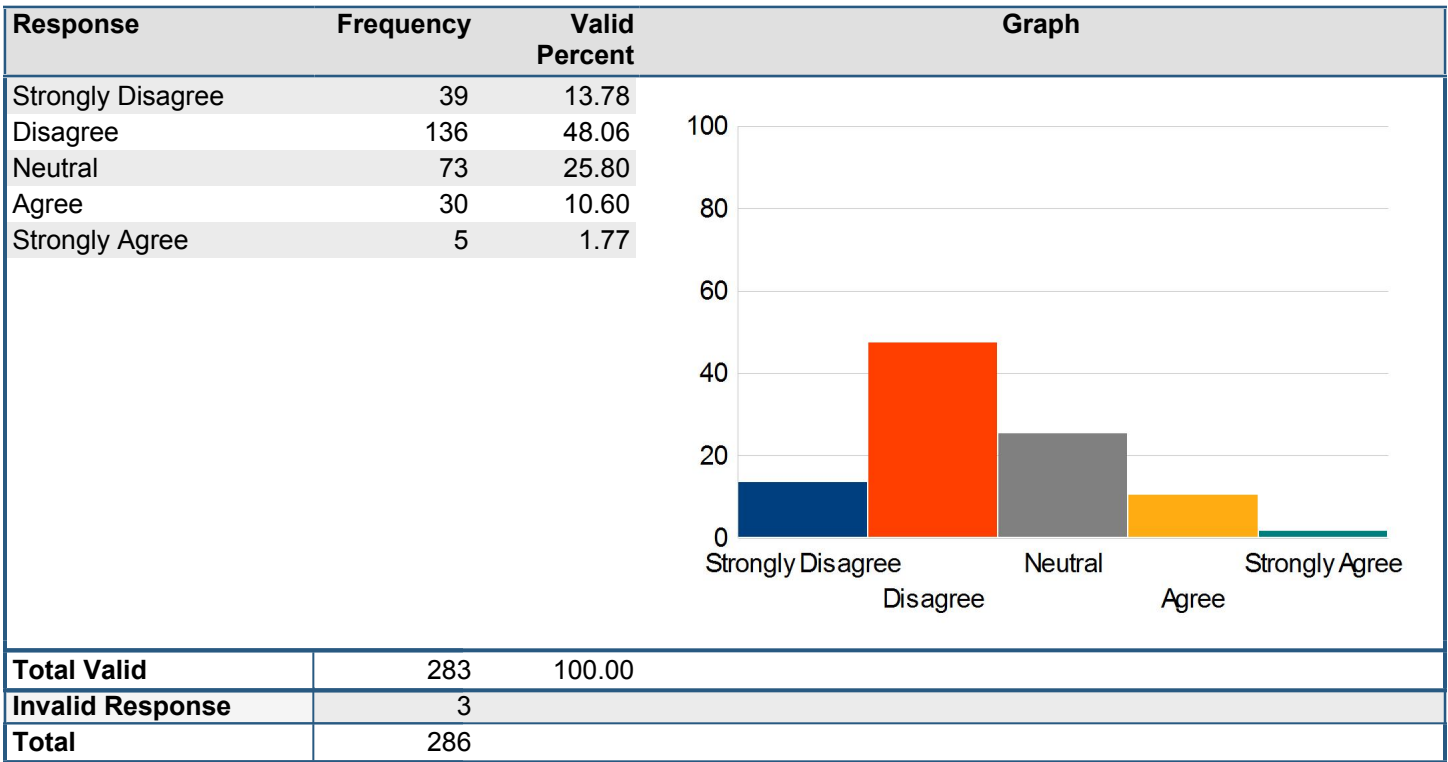 Response Frequency Valid Percent Graph
Strongly Disagree 39 13.78
Disagree 136 48.06
Neutral 73 25.80
Agree 30 10.60
Strongly Agree 5 1.77
100
80
60
40
20
0
Strongly Disagree Neutral Strongly Agree
Disagree Agree
Total Valid 283 100.00
Invalid Response 3
Total 286